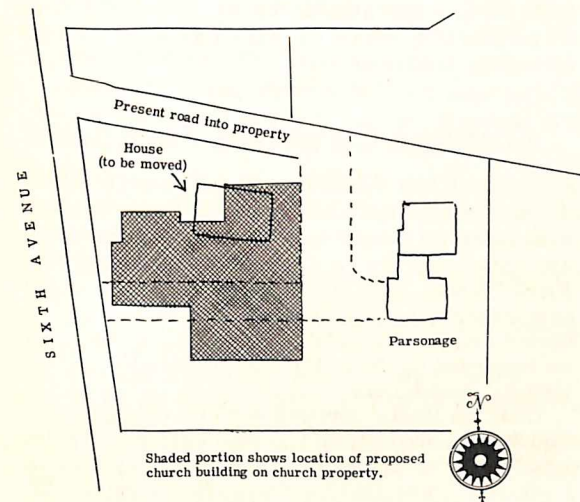 Present road into property
House
(to be moved)
SIXTH AVENUE
Parsonage
N
Shaded portion shows location of proposed
church building on church property.